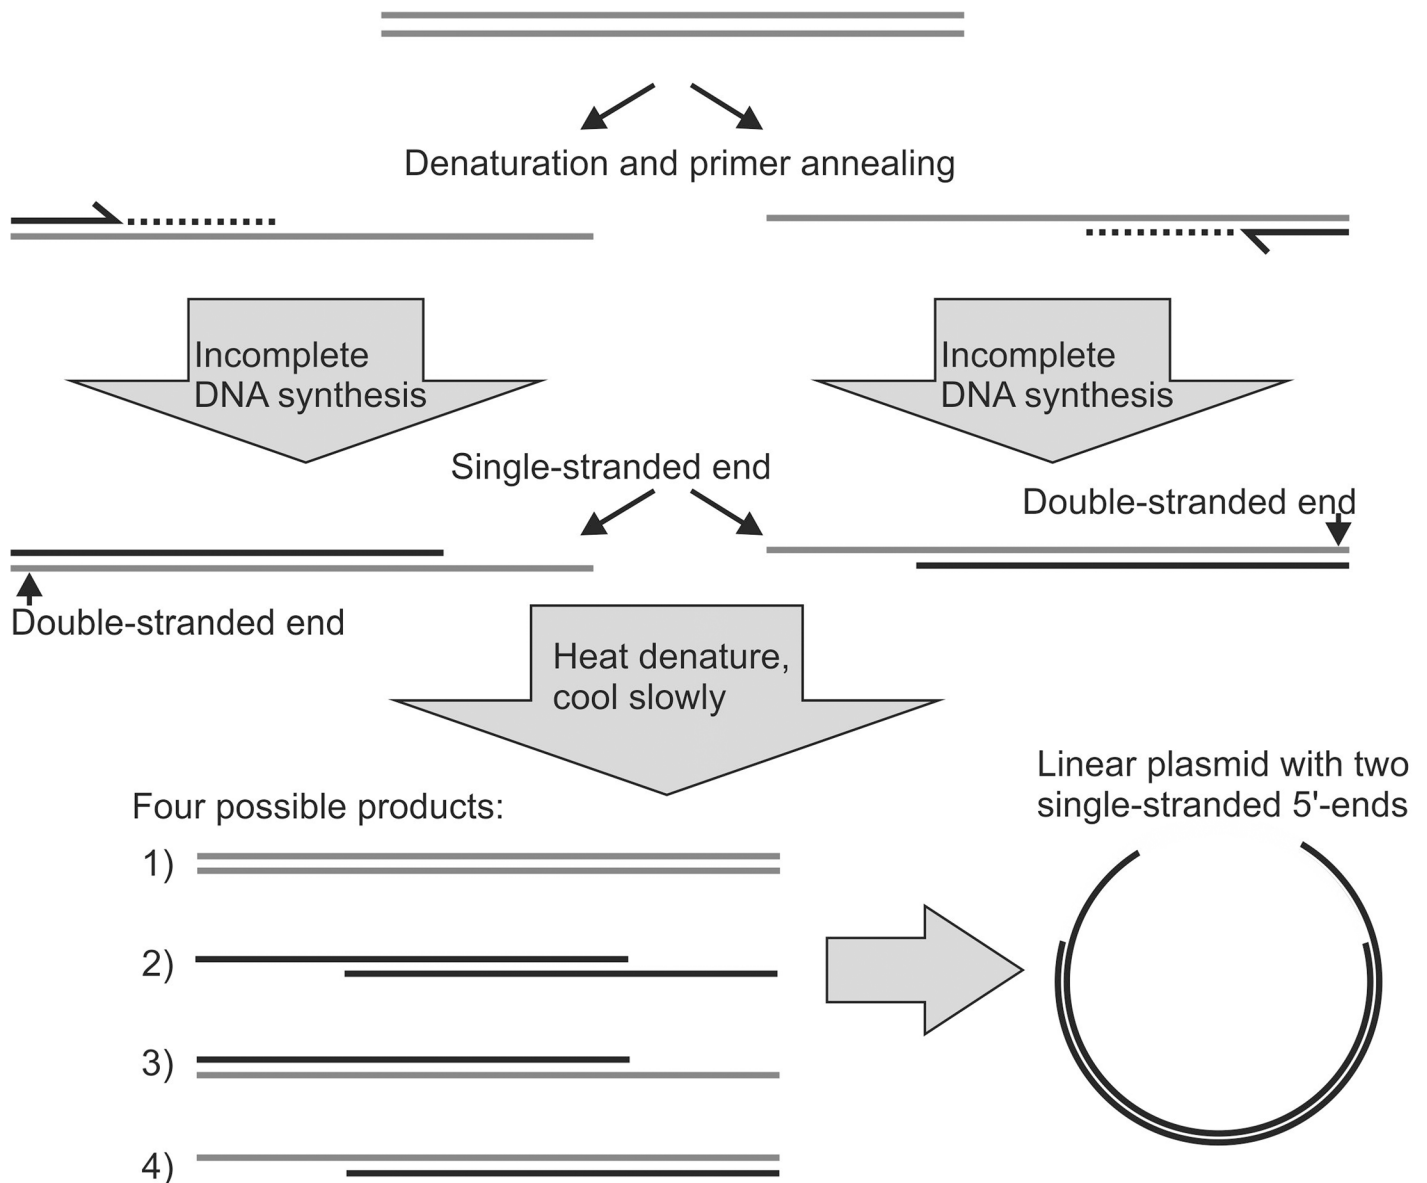 Denaturation and primer annealing
Incomplete
DNA synthesis
Incomplete
DNA synthesis
Single-stranded end
Double-stranded end
Double-stranded end
Heat denature,
cool slowly
Linear plasmid with two
single-stranded 5'-ends
Four possible products:
1)
2)
3)
4)